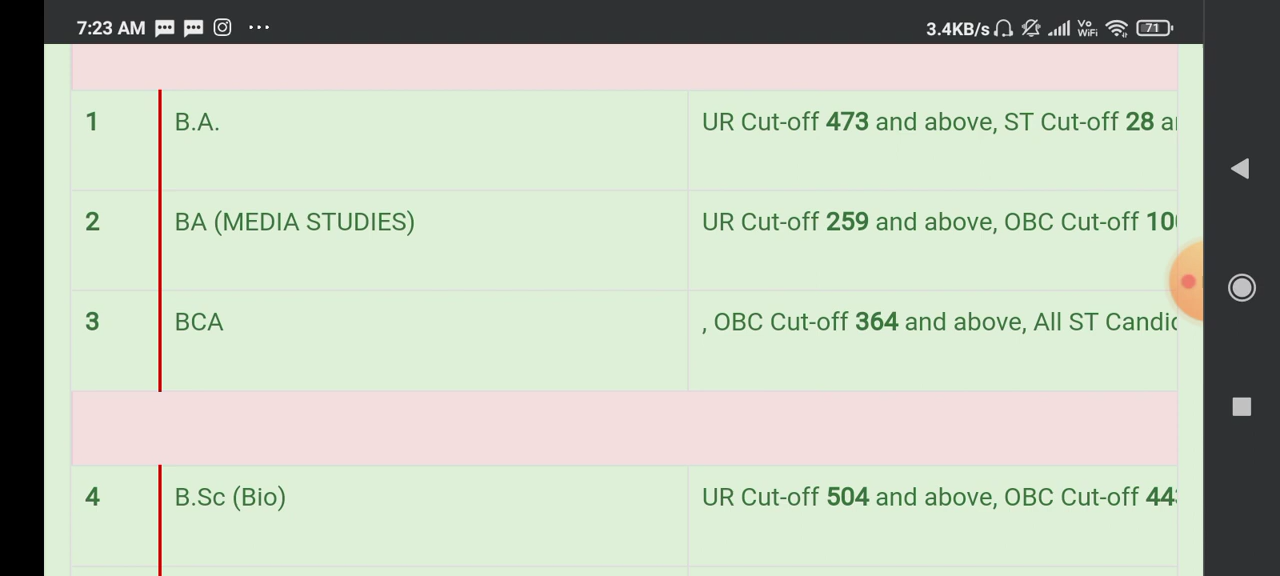 7:23 AM ... 3.4KB/s Vo WiFi 71
1 B.A. UR Cut-off 473 and above, ST Cut-off 28
2 BA (MEDIA STUDIES) UR Cut-off 259 and above, OBC Cut-off
3 BCA , OBC Cut-off 364 and above, All ST
4 B.Sc (Bio) UR Cut-off 504 and above, OBC Cut-off